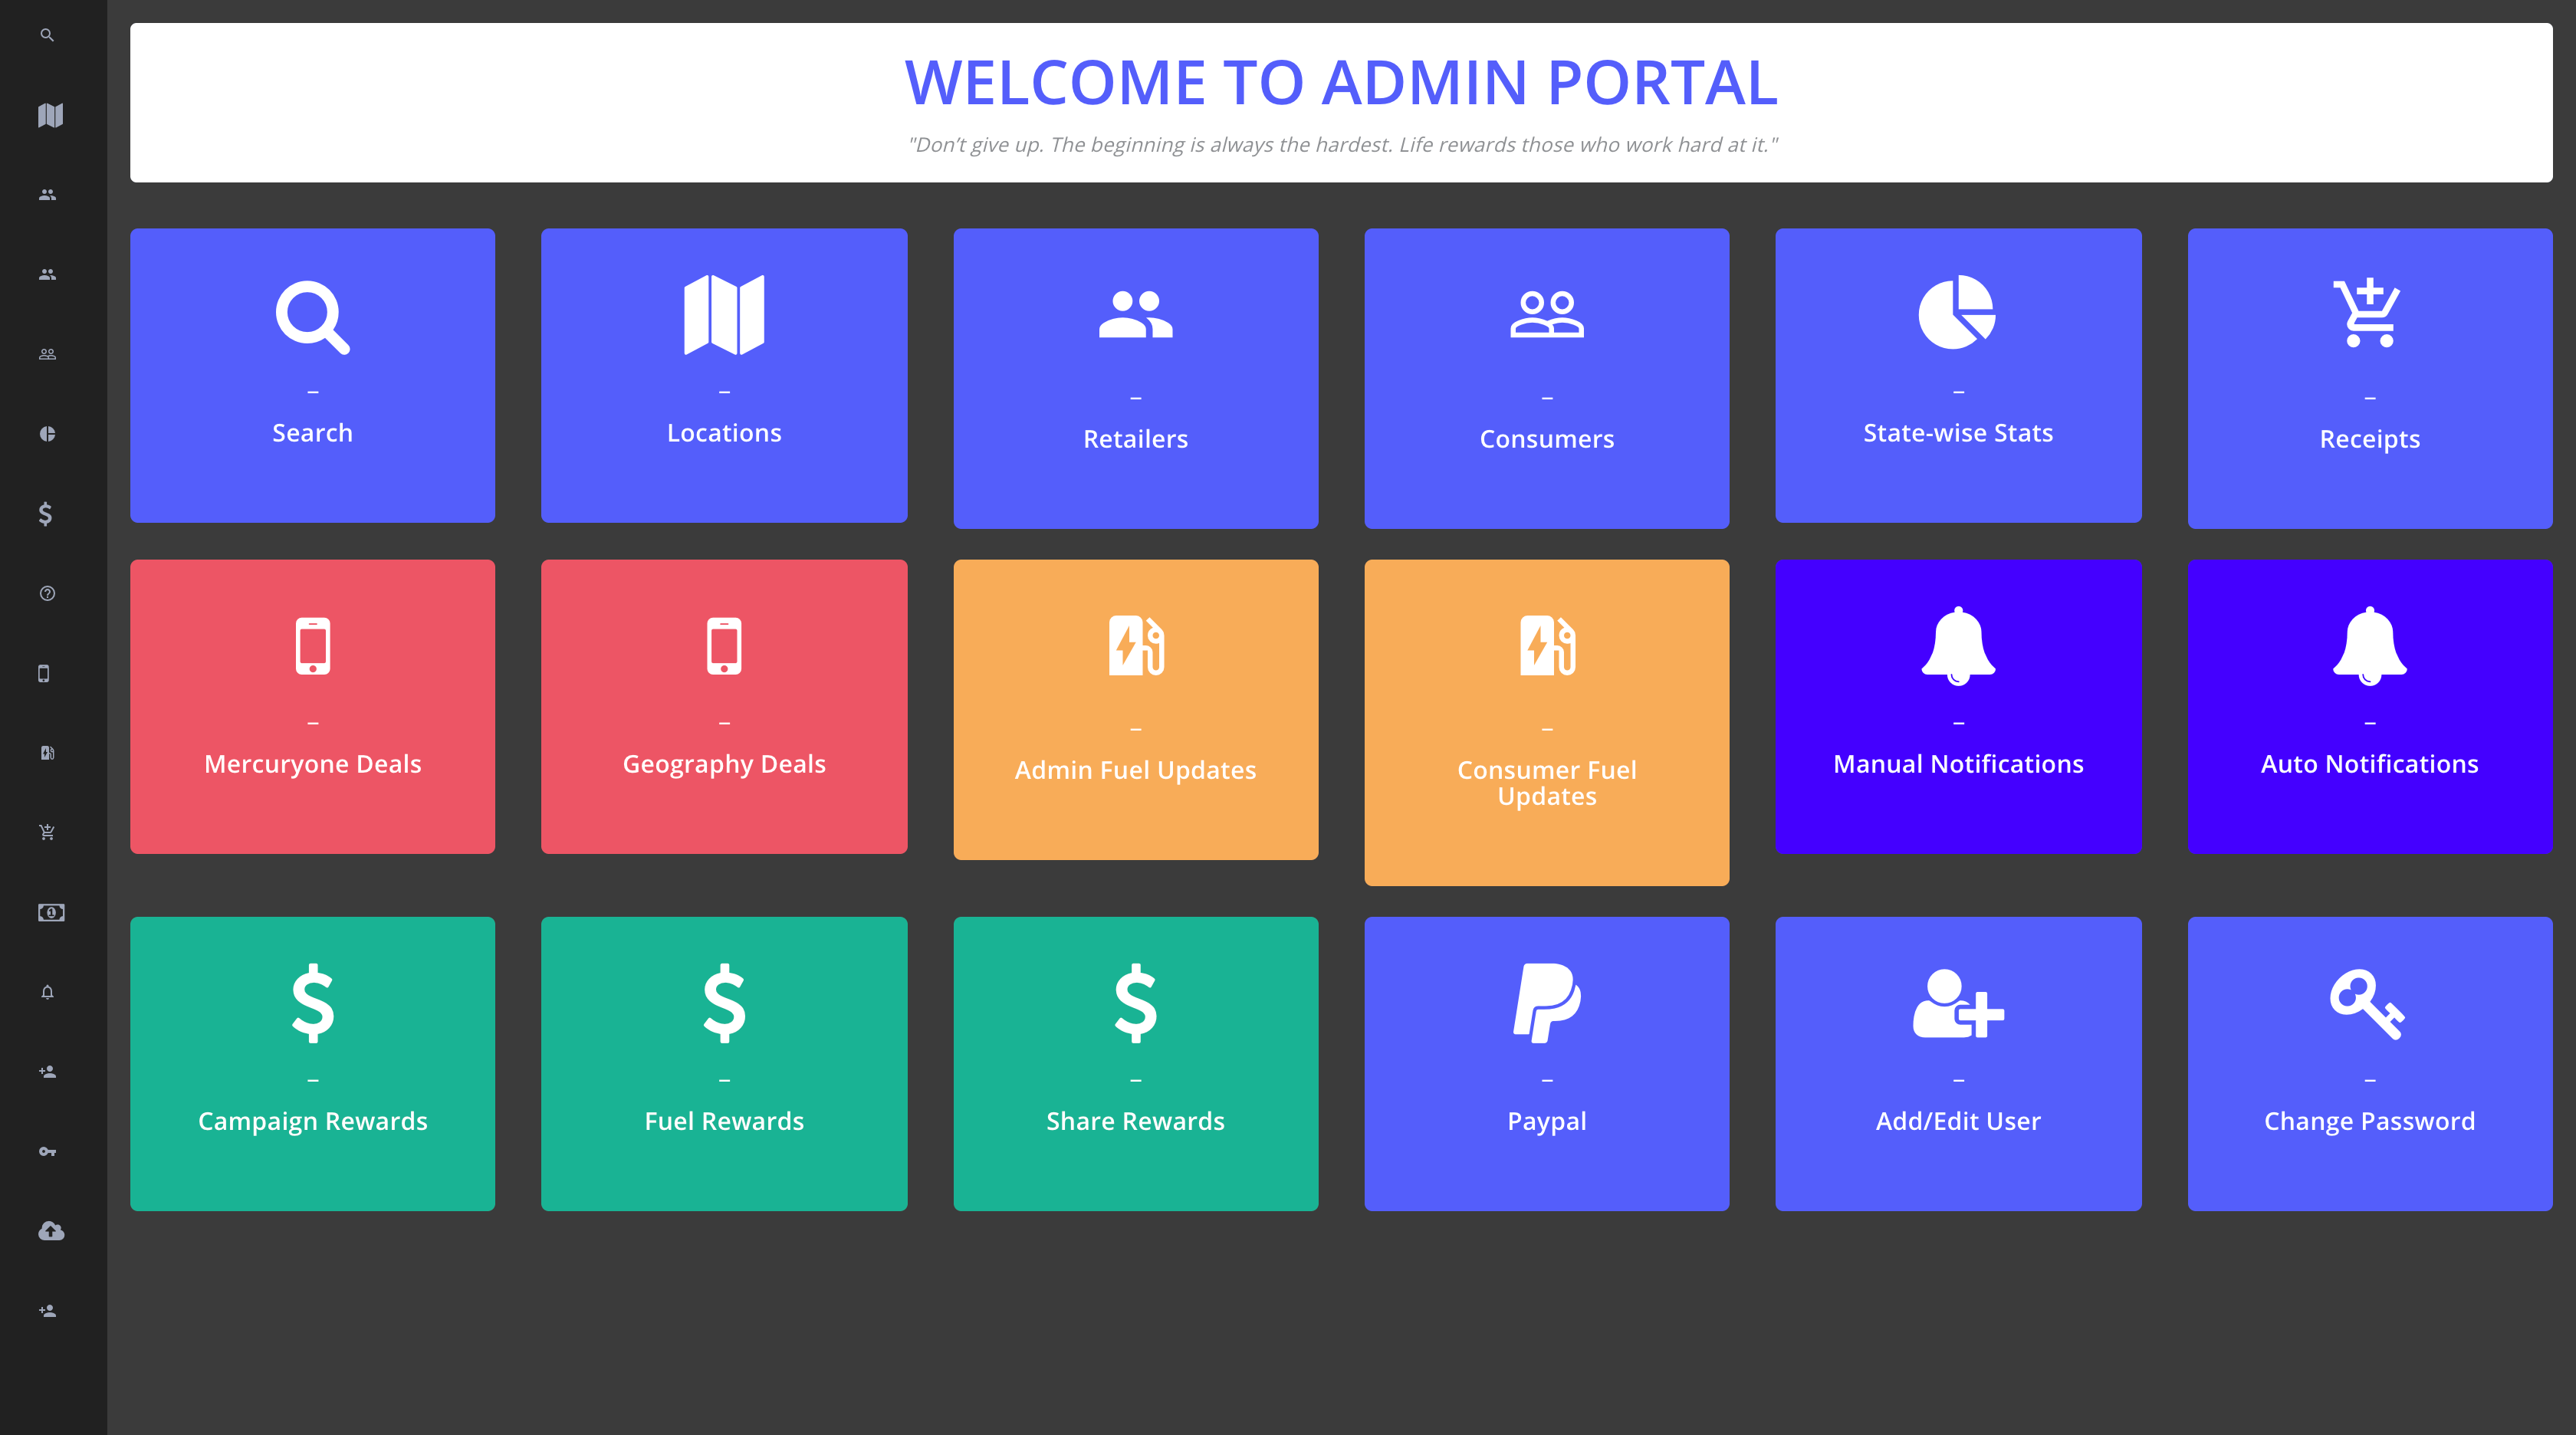 WELCOME TO ADMIN PORTAL
"Don’t give up. The beginning is always the hardest. Life rewards those who work hard at it."
–
Search
–
Locations
–
Retailers
–
Consumers
–
State-wise Stats
–
Receipts
–
Mercuryone Deals
–
Geography Deals
–
Admin Fuel Updates
–
Consumer Fuel
Updates
–
Manual Notifications
–
Auto Notifications
–
Campaign Rewards
–
Fuel Rewards
–
Share Rewards
–
Paypal
–
Add/Edit User
–
Change Password